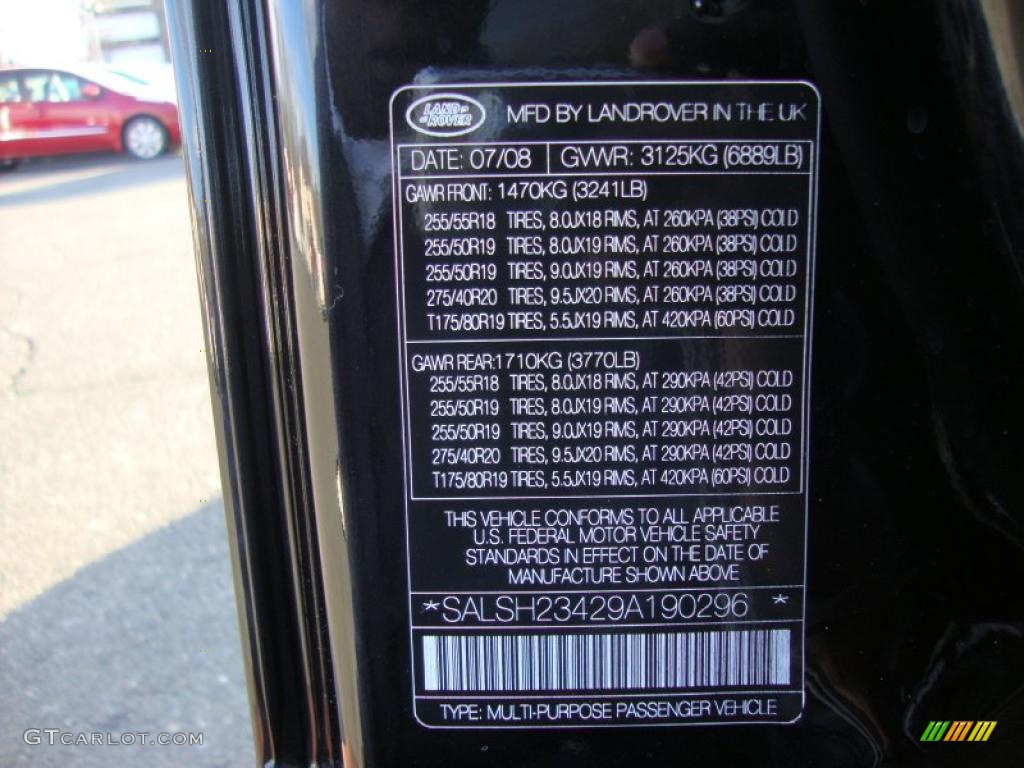 LAND ROVER MFD BY LANDROVER IN THE UK
DATE: 07/08 GVWR: 3125KG (6889LB)
GAWR FRONT: 1470KG (3241LB)
255/55R18 TIRES, 8.0JX18 RIMS, AT 260KPA (38PSI) COLD
255/50R19 TIRES, 8.0JX19 RIMS, AT 260KPA (38PSI) COLD
255/50R19 TIRES, 9.0JX19 RIMS, AT 260KPA (38PSI) COLD
275/40R20 TIRES, 9.5JX20 RIMS, AT 260KPA (38PSI) COLD
T175/80R19 TIRES, 5.5JX19 RIMS, AT 420KPA (60PSI) COLD
GAWR REAR: 1710KG (3770LB)
255/55R18 TIRES, 8.0JX18 RIMS, AT 290KPA (42PSI) COLD
255/50R19 TIRES, 8.0JX19 RIMS, AT 290KPA (42PSI) COLD
255/50R19 TIRES, 9.0JX19 RIMS, AT 290KPA (42PSI) COLD
275/40R20 TIRES, 9.5JX20 RIMS, AT 290KPA (42PSI) COLD
T175/80R19 TIRES, 5.5JX19 RIMS, AT 420KPA (60PSI) COLD
THIS VEHICLE CONFORMS TO ALL APPLICABLE
U.S. FEDERAL MOTOR VEHICLE SAFETY
STANDARDS IN EFFECT ON THE DATE OF
MANUFACTURE SHOWN ABOVE
*SALSH23429A190296 *
TYPE: MULTI-PURPOSE PASSENGER VEHICLE
GTCARLOT.COM